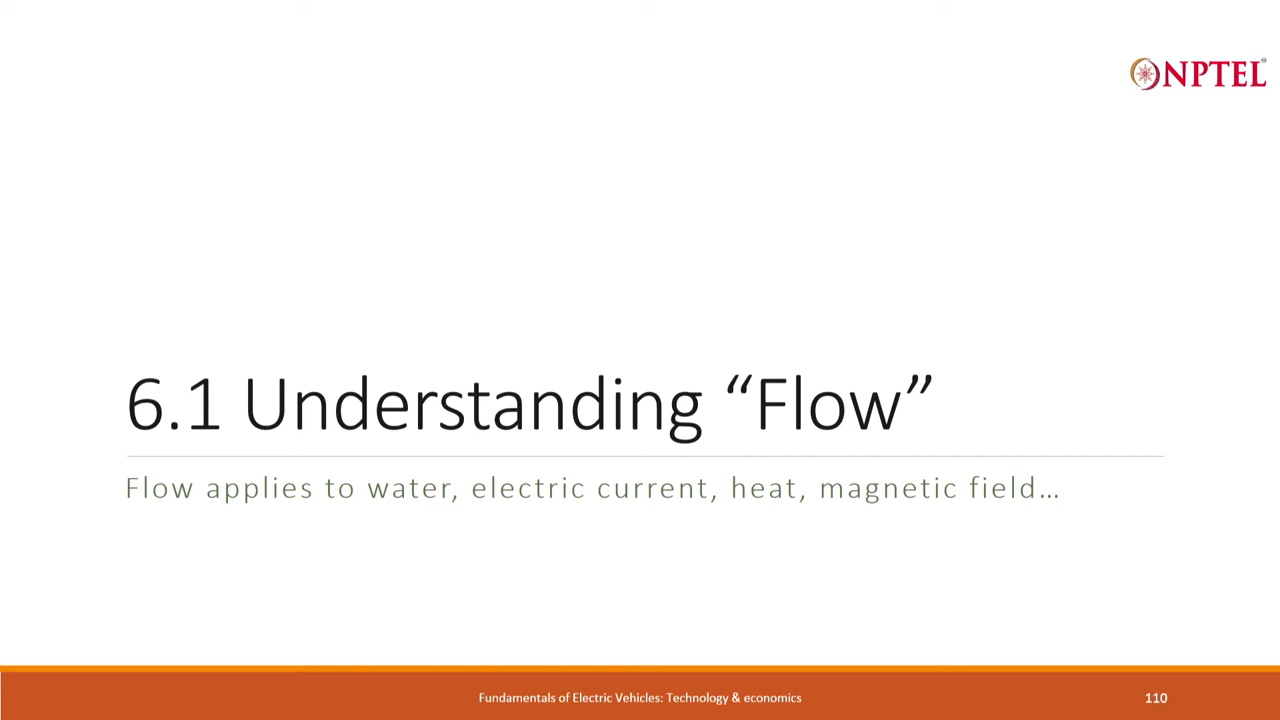 NPTEL
6.1 Understanding “Flow”
Flow applies to water, electric current, heat, magnetic field…
Fundamentals of Electric Vehicles: Technology & economics
110